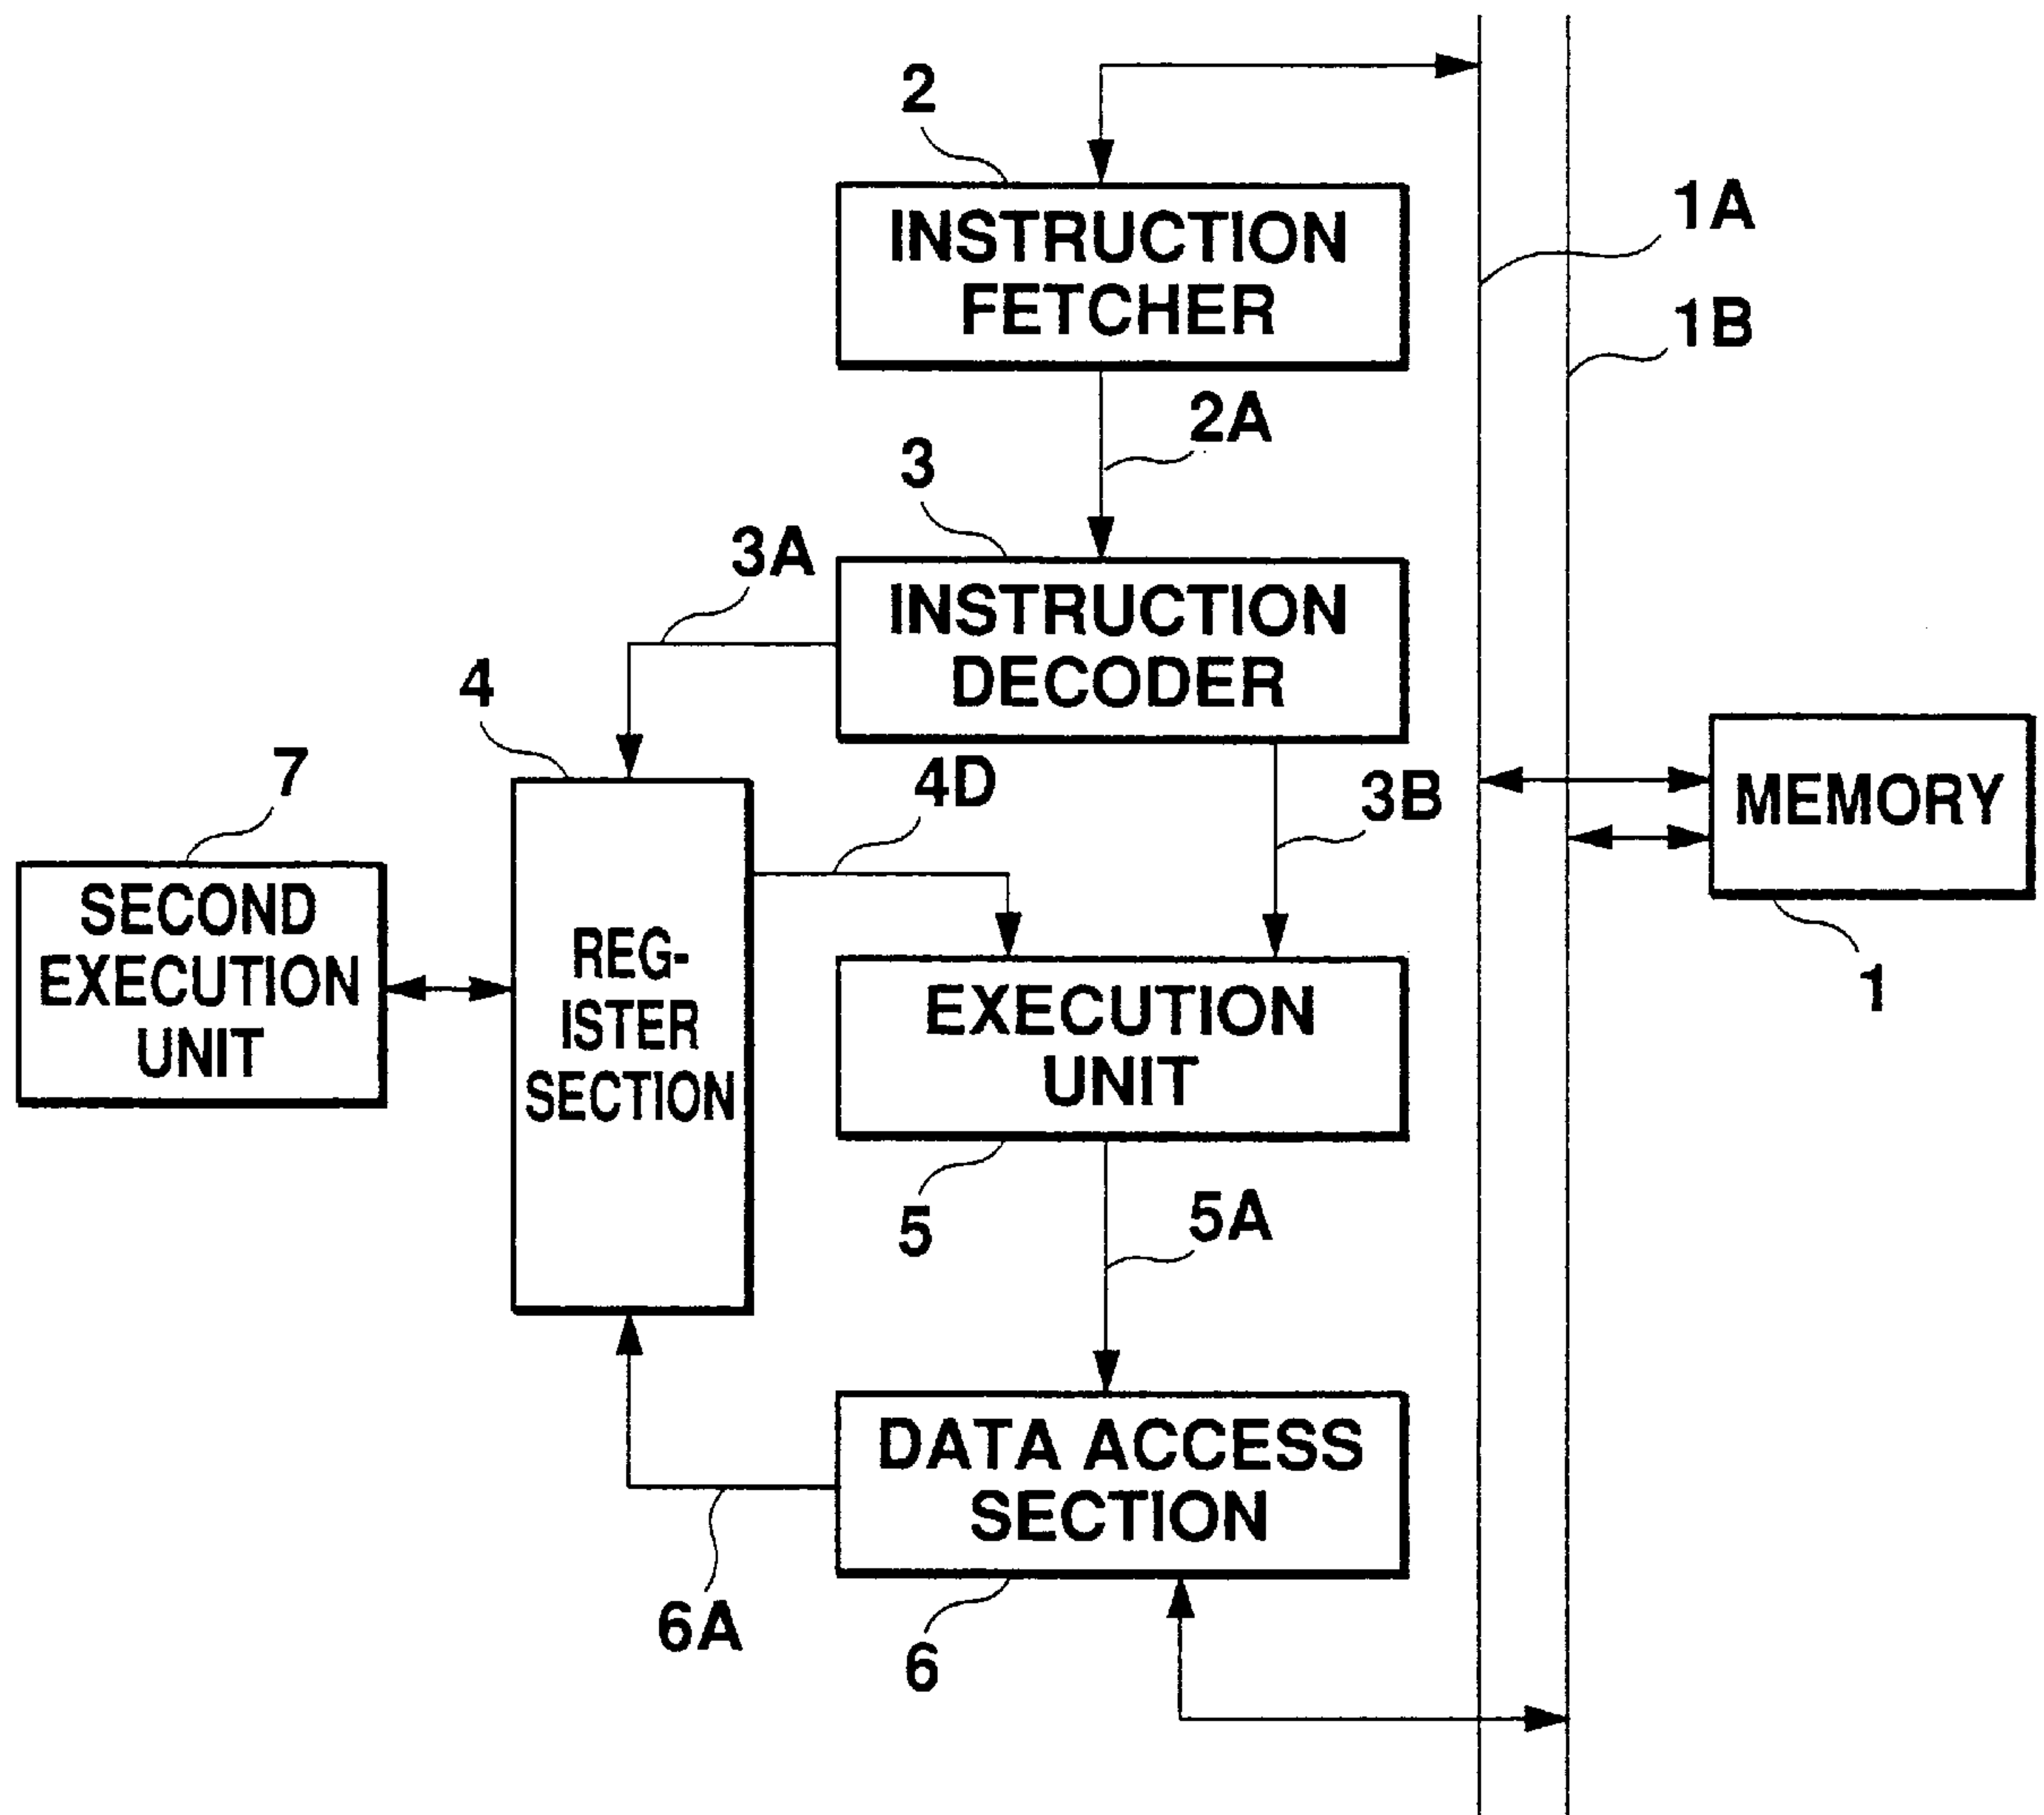 2
INSTRUCTION
FETCHER
1A
1B
2A
3
3A
INSTRUCTION
DECODER
4
7
4D
3B
MEMORY
1
SECOND
EXECUTION
UNIT
REG-
ISTER
SECTION
EXECUTION
UNIT
5
5A
DATA ACCESS
SECTION
6A
6